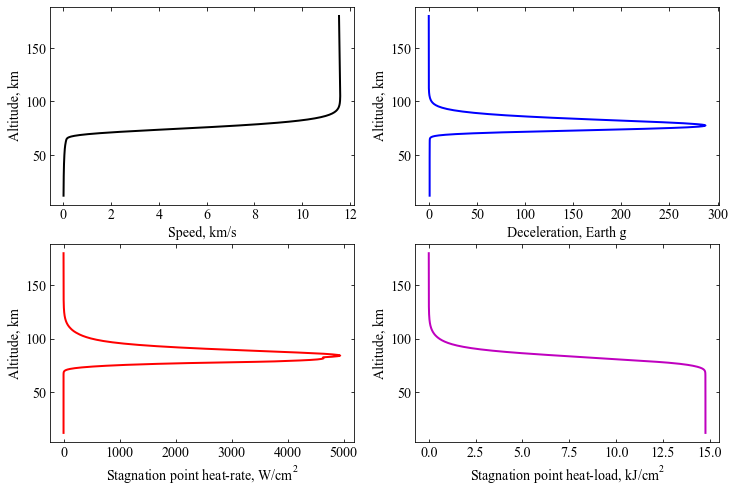 150
100
50
Altitude, km
0 2 4 6 8 10 12
Speed, km/s
150
100
50
Altitude, km
0 50 100 150 200 250 300
Deceleration, Earth g
150
100
50
Altitude, km
0 1000 2000 3000 4000 5000
Stagnation point heat-rate, W/cm²
150
100
50
Altitude, km
0.0 2.5 5.0 7.5 10.0 12.5 15.0
Stagnation point heat-load, kJ/cm²